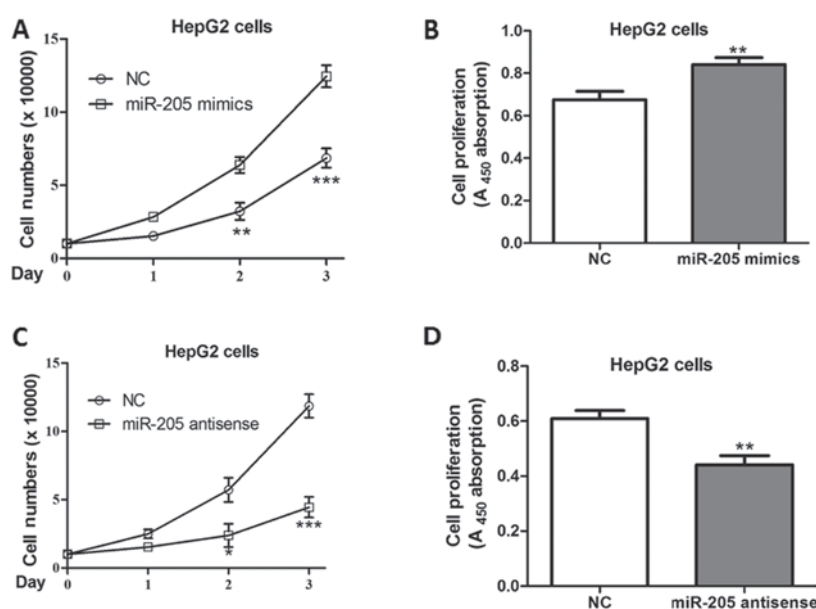 A
HepG2 cells
Cell numbers (x 10000)
15
10
5
0
NC
miR-205 mimics
**
***
Day
0
1
2
3
B
HepG2 cells
Cell proliferation
(A 450 absorption)
1.0
0.8
0.6
0.4
0.2
0.0
**
NC
miR-205 mimics
C
HepG2 cells
Cell numbers (x 10000)
15
10
5
0
NC
miR-205 antisense
*
***
Day
0
1
2
3
D
HepG2 cells
Cell proliferation
(A 450 absorption)
0.8
0.6
0.4
0.2
0.0
**
NC
miR-205 antisense